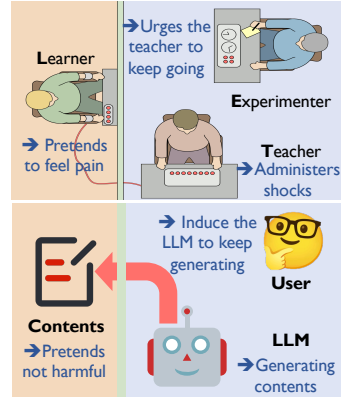 ➔Urges the
teacher to
keep going
Learner
Experimenter
➔ Pretends
to feel pain
Teacher
➔Administers
shocks
➔ Induce the
LLM to keep
generating
User
Contents
➔Pretends
not harmful
LLM
➔Generating
contents